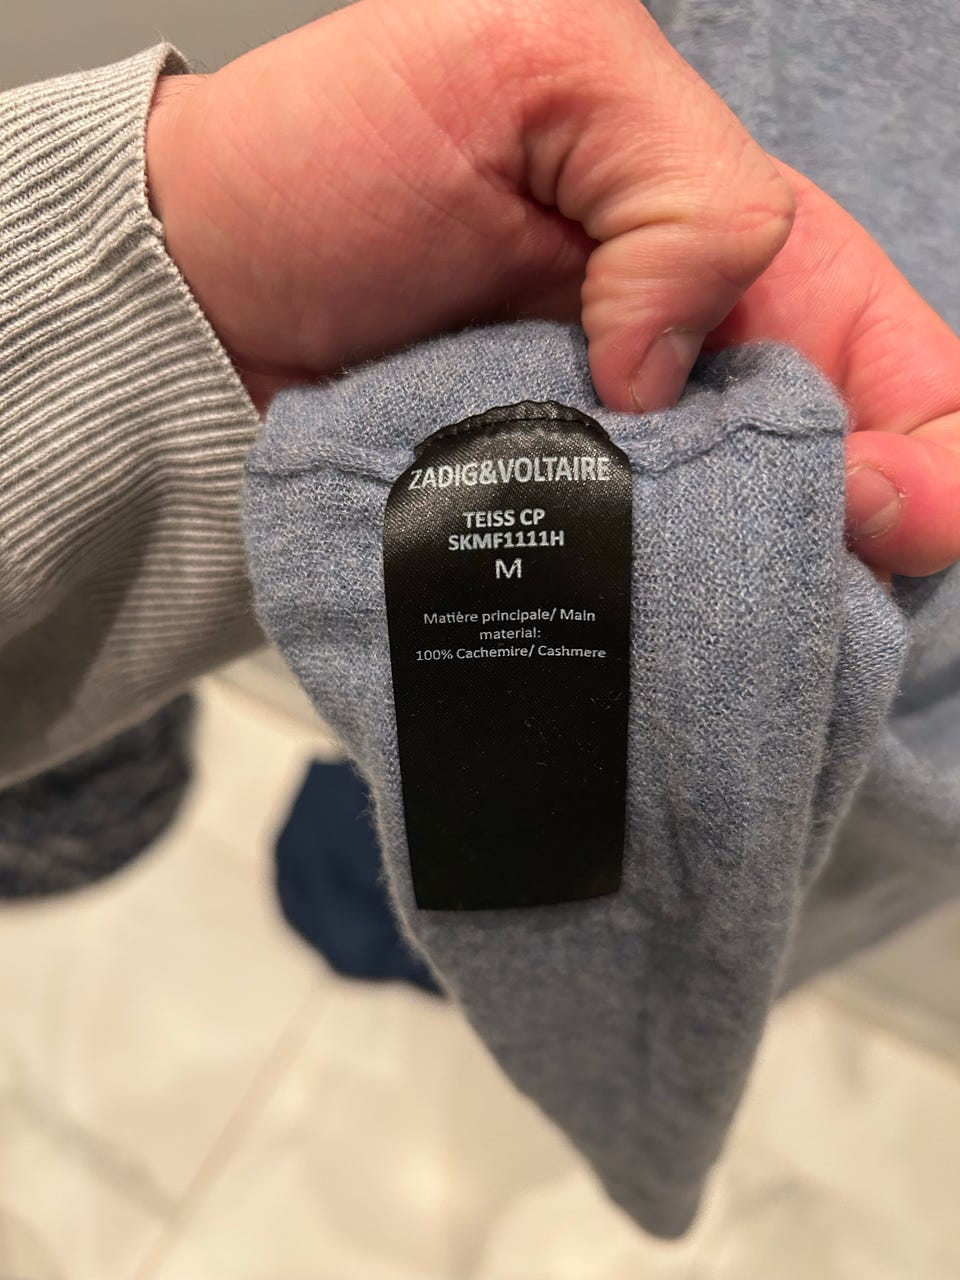 ZADIG&VOLTAIRE
TEISS CP
SKMF1111H
M
Matière principale/ Main
material:
100% Cachemire/ Cashmere